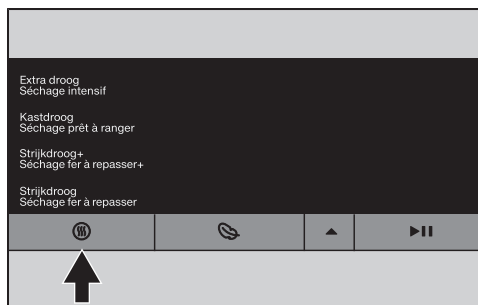 Extra droog
Séchage intensif
Kastdroog
Séchage prêt à ranger
Strijkdroog+
Séchage fer à repasser+
Strijkdroog
Séchage fer à repasser